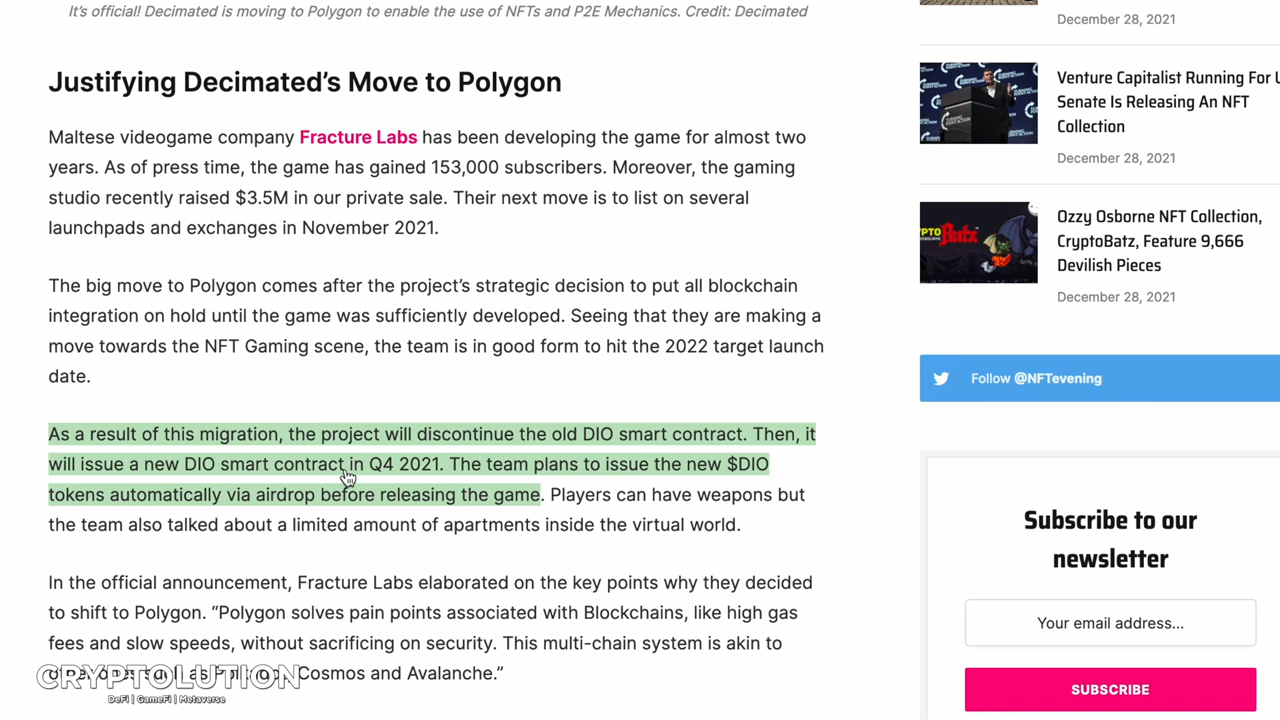 It's official! Decimated is moving to Polygon to enable the use of NFTs and P2E Mechanics. Credit: Decimated
Justifying Decimated's Move to Polygon
Maltese videogame company Fracture Labs has been developing the game for almost two
years. As of press time, the game has gained 153,000 subscribers. Moreover, the gaming
studio recently raised $3.5M in our private sale. Their next move is to list on several
launchpads and exchanges in November 2021.
The big move to Polygon comes after the project's strategic decision to put all blockchain
integration on hold until the game was sufficiently developed. Seeing that they are making a
move towards the NFT Gaming scene, the team is in good form to hit the 2022 target launch
date.
As a result of this migration, the project will discontinue the old DIO smart contract. Then, it
will issue a new DIO smart contract in Q4 2021. The team plans to issue the new $DIO
tokens automatically via airdrop before releasing the game. Players can have weapons but
the team also talked about a limited amount of apartments inside the virtual world.
In the official announcement, Fracture Labs elaborated on the key points why they decided
to shift to Polygon. “Polygon solves pain points associated with Blockchains, like high gas
fees and slow speeds, without sacrificing on security. This multi-chain system is akin to
Cosmos and Avalanche.”
CRYPTOLUTION
DeFi | GameFi | Metaverse
December 28, 2021
Venture Capitalist Running For U
Senate Is Releasing An NFT
Collection
December 28, 2021
Ozzy Osborne NFT Collection,
CryptoBatz, Feature 9,666
Devilish Pieces
December 28, 2021
Follow @NFTevening
Subscribe to our
newsletter
Your email address...
SUBSCRIBE